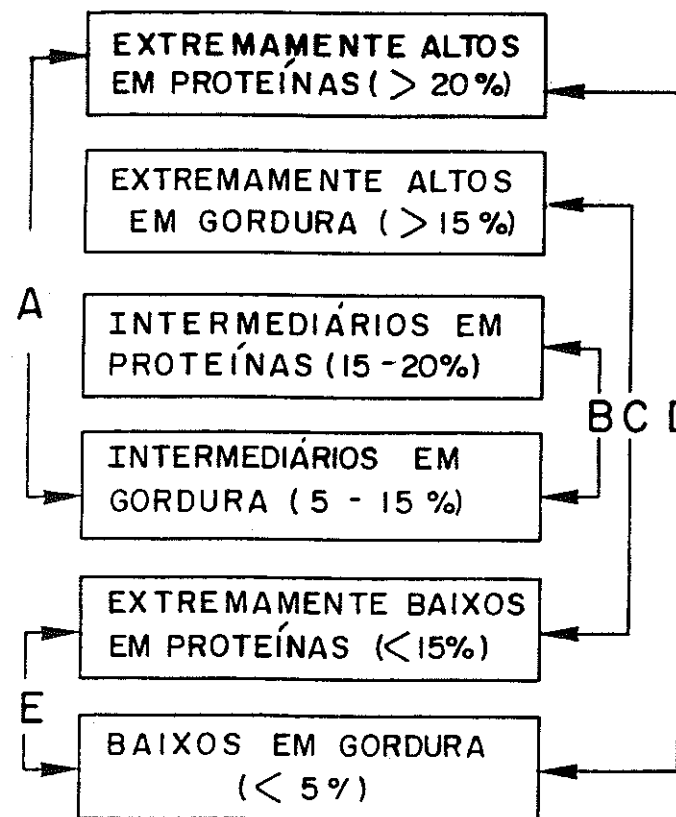 EXTREMAMENTE ALTOS
EM PROTEÍNAS ( > 20%)
EXTREMAMENTE ALTOS
EM GORDURA ( > 15%)
A
INTERMEDIÁRIOS EM
PROTEÍNAS (15 - 20%)
B C
INTERMEDIÁRIOS EM
GORDURA ( 5 - 15 %)
EXTREMAMENTE BAIXOS
EM PROTEÍNAS (< 15%)
E
BAIXOS EM GORDURA
(< 5%)